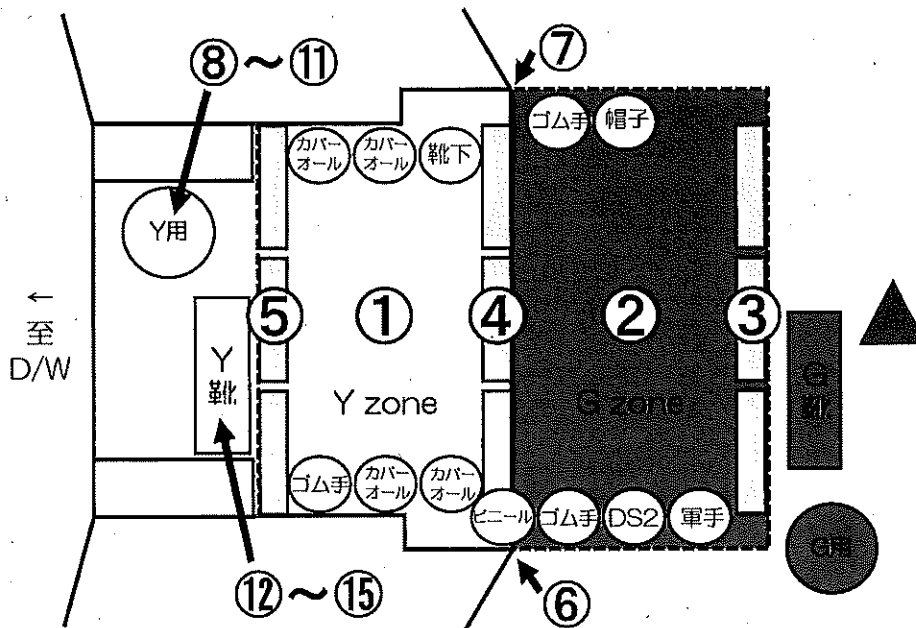 ⑧～⑪
⑦
ゴム手
帽子
カバー
オール
カバー
オール
靴下
Y用
←
至
D/W
⑤
①
④
②
③
Y
靴
Y zone
G zone
G
靴
ゴム手
カバー
オール
カバー
オール
ビニール
ゴム手
DS2
軍手
G用
⑫～⑮
⑥